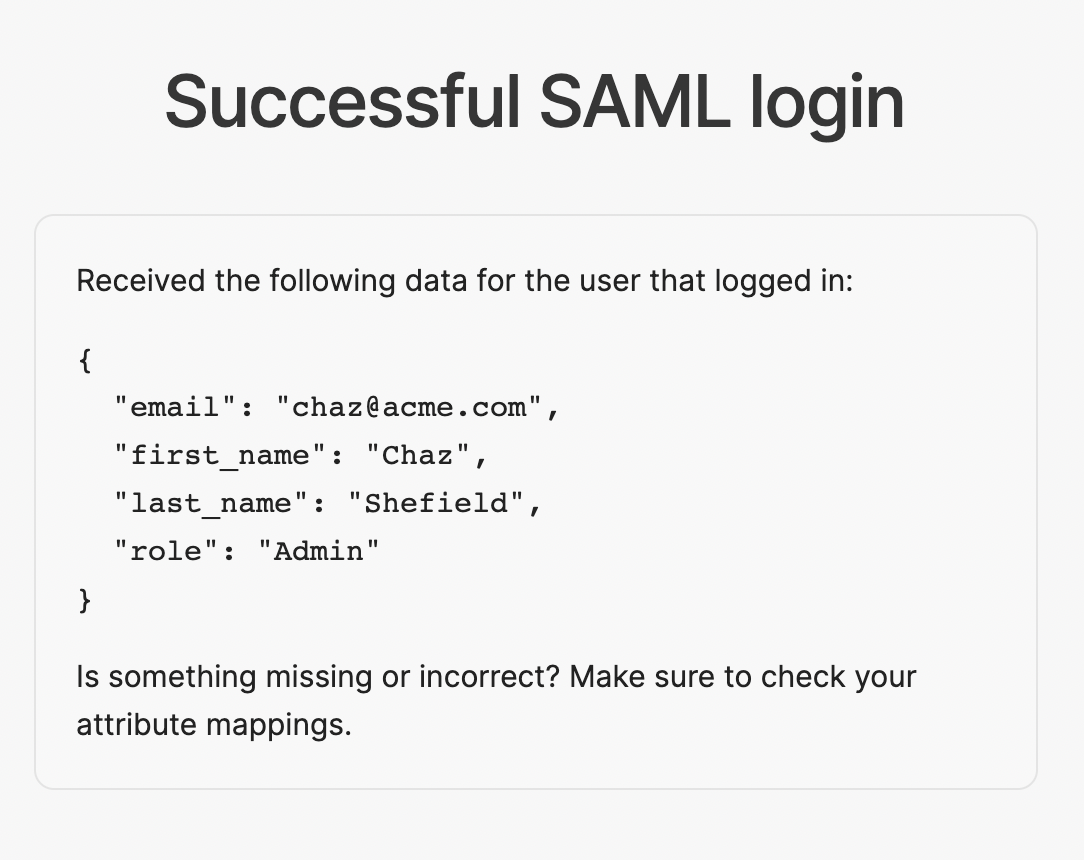 Successful SAML login
Received the following data for the user that logged in:
{
  "email": "chaz@acme.com",
  "first_name": "Chaz",
  "last_name": "Shefield",
  "role": "Admin"
}
Is something missing or incorrect? Make sure to check your
attribute mappings.